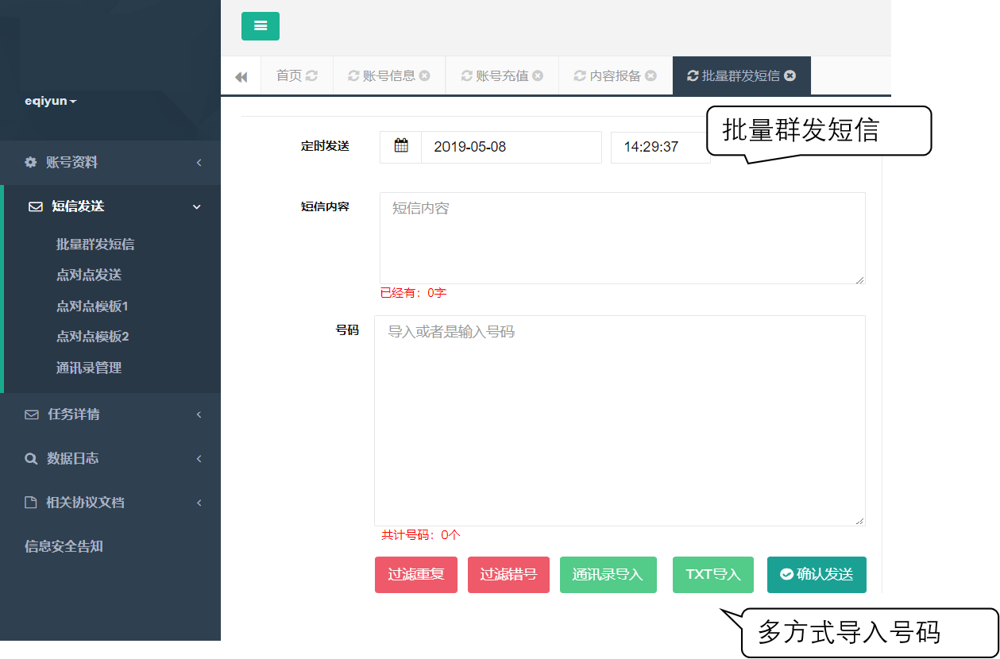 eqiyun
账号资料
短信发送
批量群发短信
点对点发送
点对点模板1
点对点模板2
通讯录管理
任务详情
数据日志
相关协议文档
信息安全告知
首页 账号信息 账号充值 内容报备 批量群发短信
批量群发短信
定时发送 2019-05-08 14:29:37
短信内容 短信内容
已经有：0字
号码 导入或者是输入号码
共计号码：0个
过滤重复 过滤错号 通讯录导入 TXT导入 确认发送
多方式导入号码